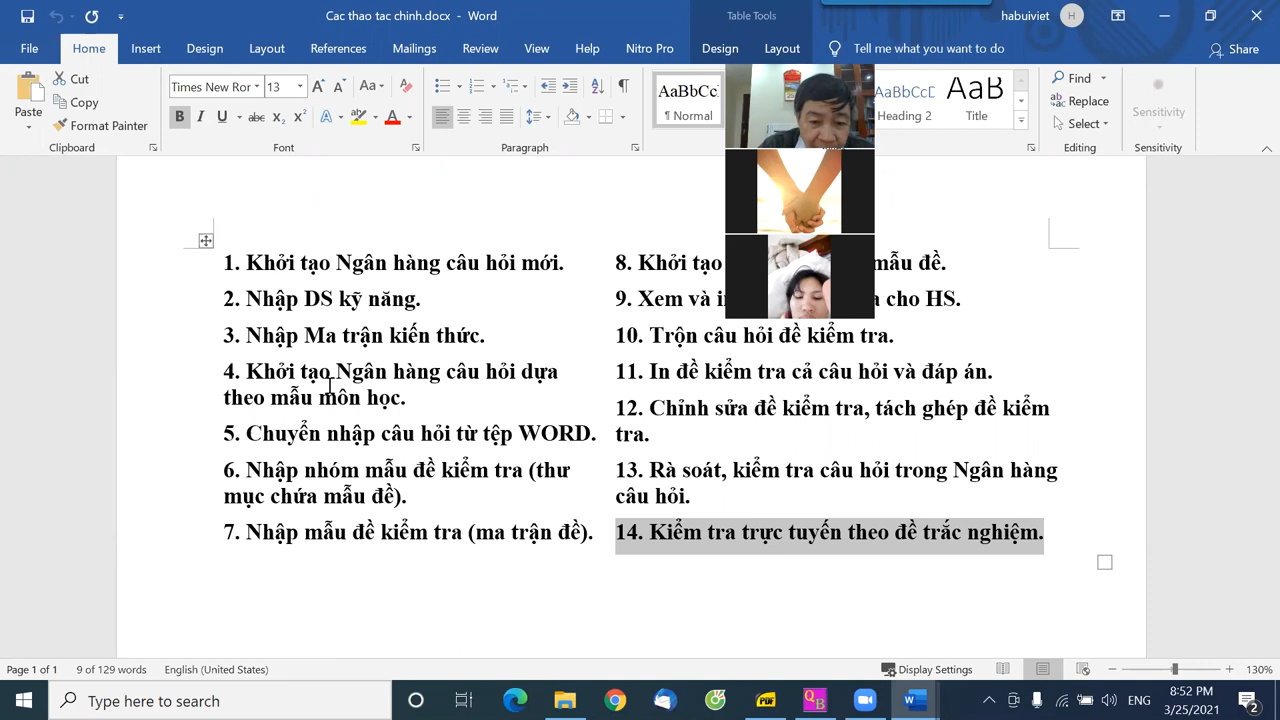 Cac thao tac chinh.docx - Word
Table Tools
habuiviet
H
File
Home
Insert
Design
Layout
References
Mailings
Review
View
Help
Nitro Pro
Design
Layout
Tell me what you want to do
Share
Paste
Cut
Copy
Format Painter
Clipboard
Times New Ror
13
Font
Paragraph
AaBbCc
¶ Normal
AaBbCcD
Heading 2
AaB
Title
Find
Replace
Select
Editing
Sensitivity
Sensitivity
1. Khởi tạo Ngân hàng câu hỏi mới.
2. Nhập DS kỹ năng.
3. Nhập Ma trận kiến thức.
4. Khởi tạo Ngân hàng câu hỏi dựa
theo mẫu môn học.
5. Chuyển nhập câu hỏi từ tệp WORD.
6. Nhập nhóm mẫu đề kiểm tra (thư
mục chứa mẫu đề).
7. Nhập mẫu đề kiểm tra (ma trận đề).
8. Khởi tạo mẫu đề.
9. Xem và cho HS.
10. Trộn câu hỏi đề kiểm tra.
11. In đề kiểm tra cả câu hỏi và đáp án.
12. Chỉnh sửa đề kiểm tra, tách ghép đề kiểm
tra.
13. Rà soát, kiểm tra câu hỏi trong Ngân hàng
câu hỏi.
14. Kiểm tra trực tuyến theo đề trắc nghiệm.
Page 1 of 1
9 of 129 words
English (United States)
Display Settings
130%
Type here to search
ENG
8:52 PM
3/25/2021
2